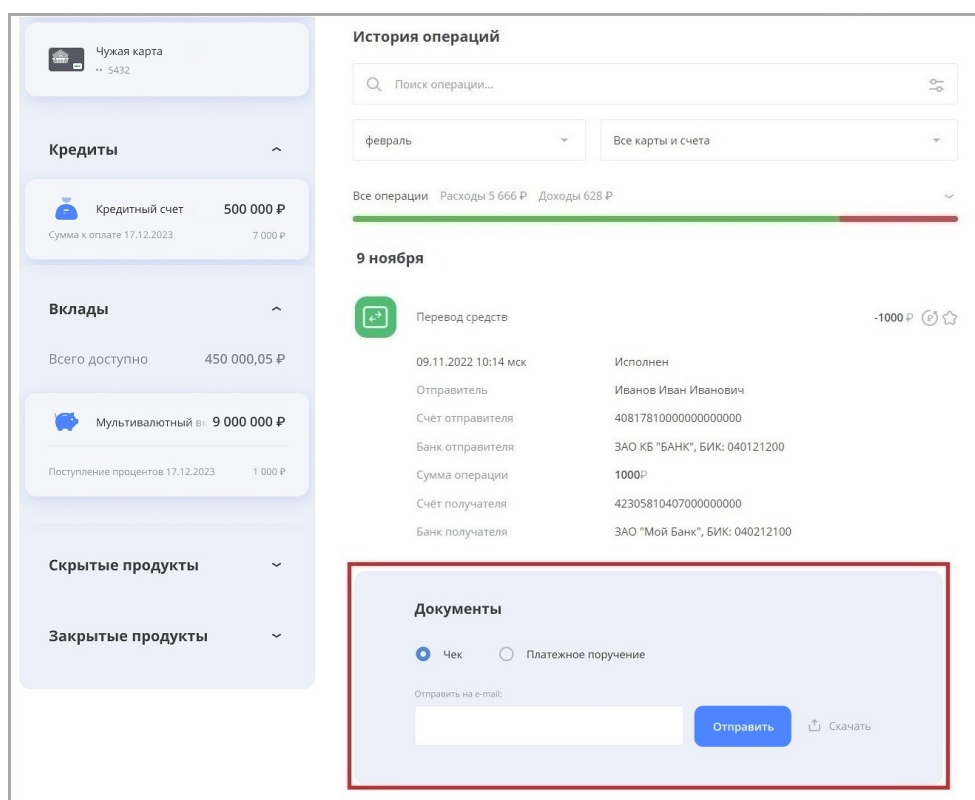 Чужая карта
•• 5432
Кредиты
Кредитный счет 500 000 ₽
Сумма к оплате 17.12.2023 7 000 ₽
Вклады
Всего доступно 450 000,05 ₽
Мультивалютный 9 000 000 ₽
Поступление процентов 17.12.2023 1 000 ₽
Скрытые продукты
Закрытые продукты
История операций
Поиск операции...
февраль Все карты и счета
Все операции Расходы 5 666 ₽ Доходы 628 ₽
9 ноября
Перевод средств -1000 ₽
09.11.2022 10:14 мск Исполнен
Отправитель Иванов Иван Иванович
Счёт отправителя 40817810000000000000
Банк отправителя ЗАО КБ "БАНК", БИК: 040121200
Сумма операции 1000₽
Счёт получателя 42305810407000000000
Банк получателя ЗАО "Мой Банк", БИК: 040212100
Документы
Чек Платежное поручение
Отправить на e-mail:
Отправить Скачать